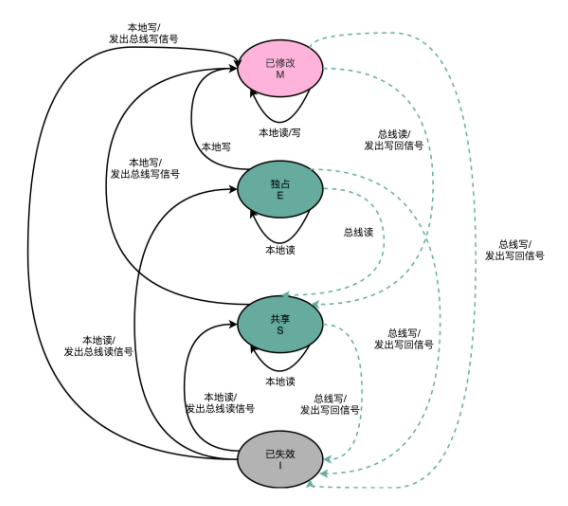 本地写/
发出总线写信号
已修改
M
本地读/写
总线读/
发出写回信号
本地写
本地写/
发出总线写信号
独占
E
总线读
本地读
总线写/
发出写回信号
共享
S
本地读/
发出总线读信号
总线写/
发出写回信号
本地读
本地读/
发出总线读信号
总线写/
发出写回信号
已失效
I